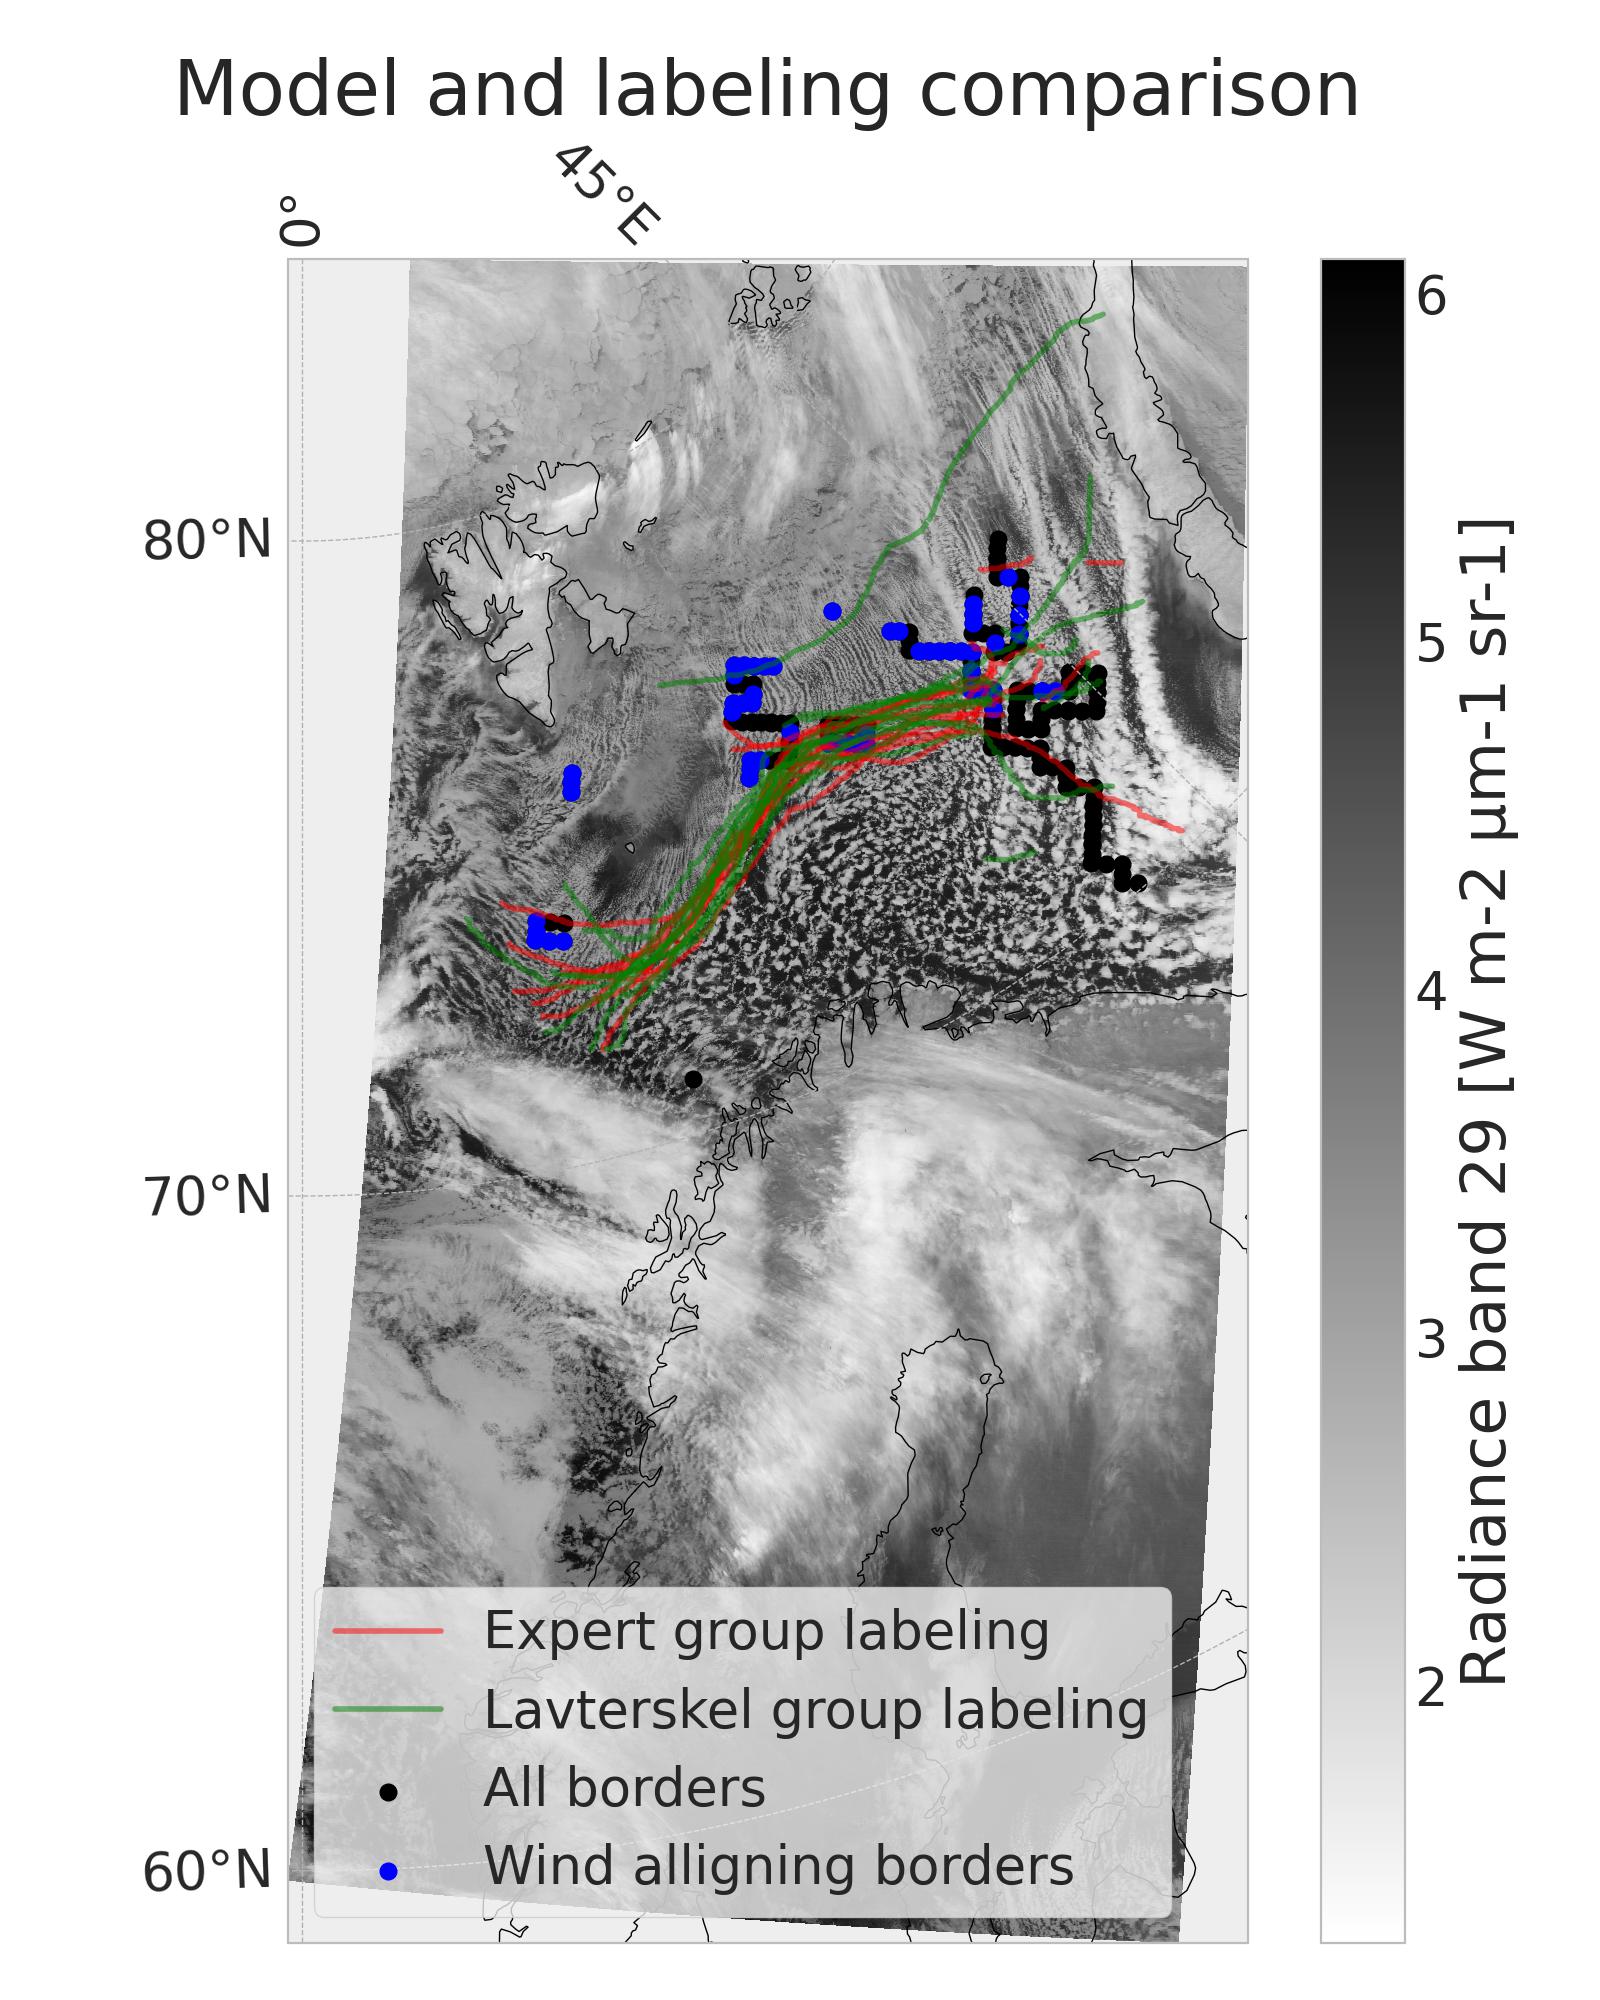 Model and labeling comparison
0°
45°E
80°N
70°N
60°N
6
5
4
3
2
Radiance band 29 [W m-2 µm-1 sr-1]
Expert group labeling
Lavterskel group labeling
All borders
Wind alligning borders